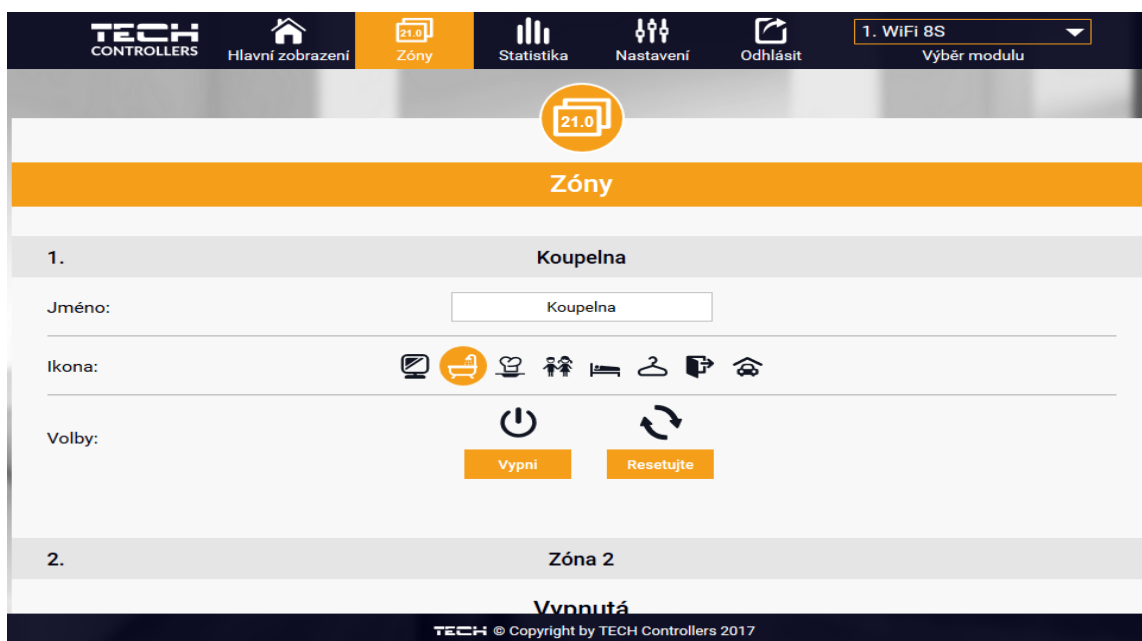 TECH
CONTROLLERS
Hlavní zobrazení
21.0
Zóny
Statistika
Nastavení
Odhlásit
1. WiFi 8S
Výběr modulu
21.0
Zóny
1. Koupelna
Jméno: Koupelna
Ikona:
Volby:
Vypni Resetujte
2. Zóna 2
Vypnutá
TECH © Copyright by TECH Controllers 2017